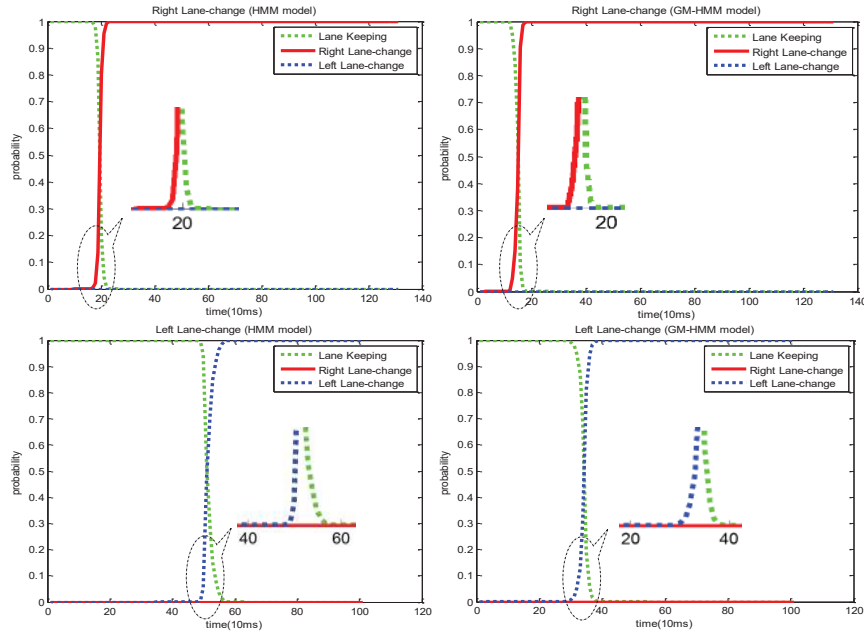 Right Lane-change (HMM model)
1
0.9
0.8
0.7
0.6
0.5
0.4
0.3
0.2
0.1
0
probability
Lane Keeping
Right Lane-change
Left Lane-change
20
0 20 40 60 80 100 120 140
time(10ms)
Right Lane-change (GM-HMM model)
1
0.9
0.8
0.7
0.6
0.5
0.4
0.3
0.2
0.1
0
probability
Lane Keeping
Right Lane-change
Left Lane-change
20
0 20 40 60 80 100 120 140
time(10ms)
Left Lane-change (HMM model)
1
0.9
0.8
0.7
0.6
0.5
0.4
0.3
0.2
0.1
0
probability
Lane Keeping
Right Lane-change
Left Lane-change
40 60
0 20 40 60 80 100 120
time(10ms)
Left Lane-change (GM-HMM model)
1
0.9
0.8
0.7
0.6
0.5
0.4
0.3
0.2
0.1
0
probability
Lane Keeping
Right Lane-change
Left Lane-change
20 40
0 20 40 60 80 100 120
time(10ms)